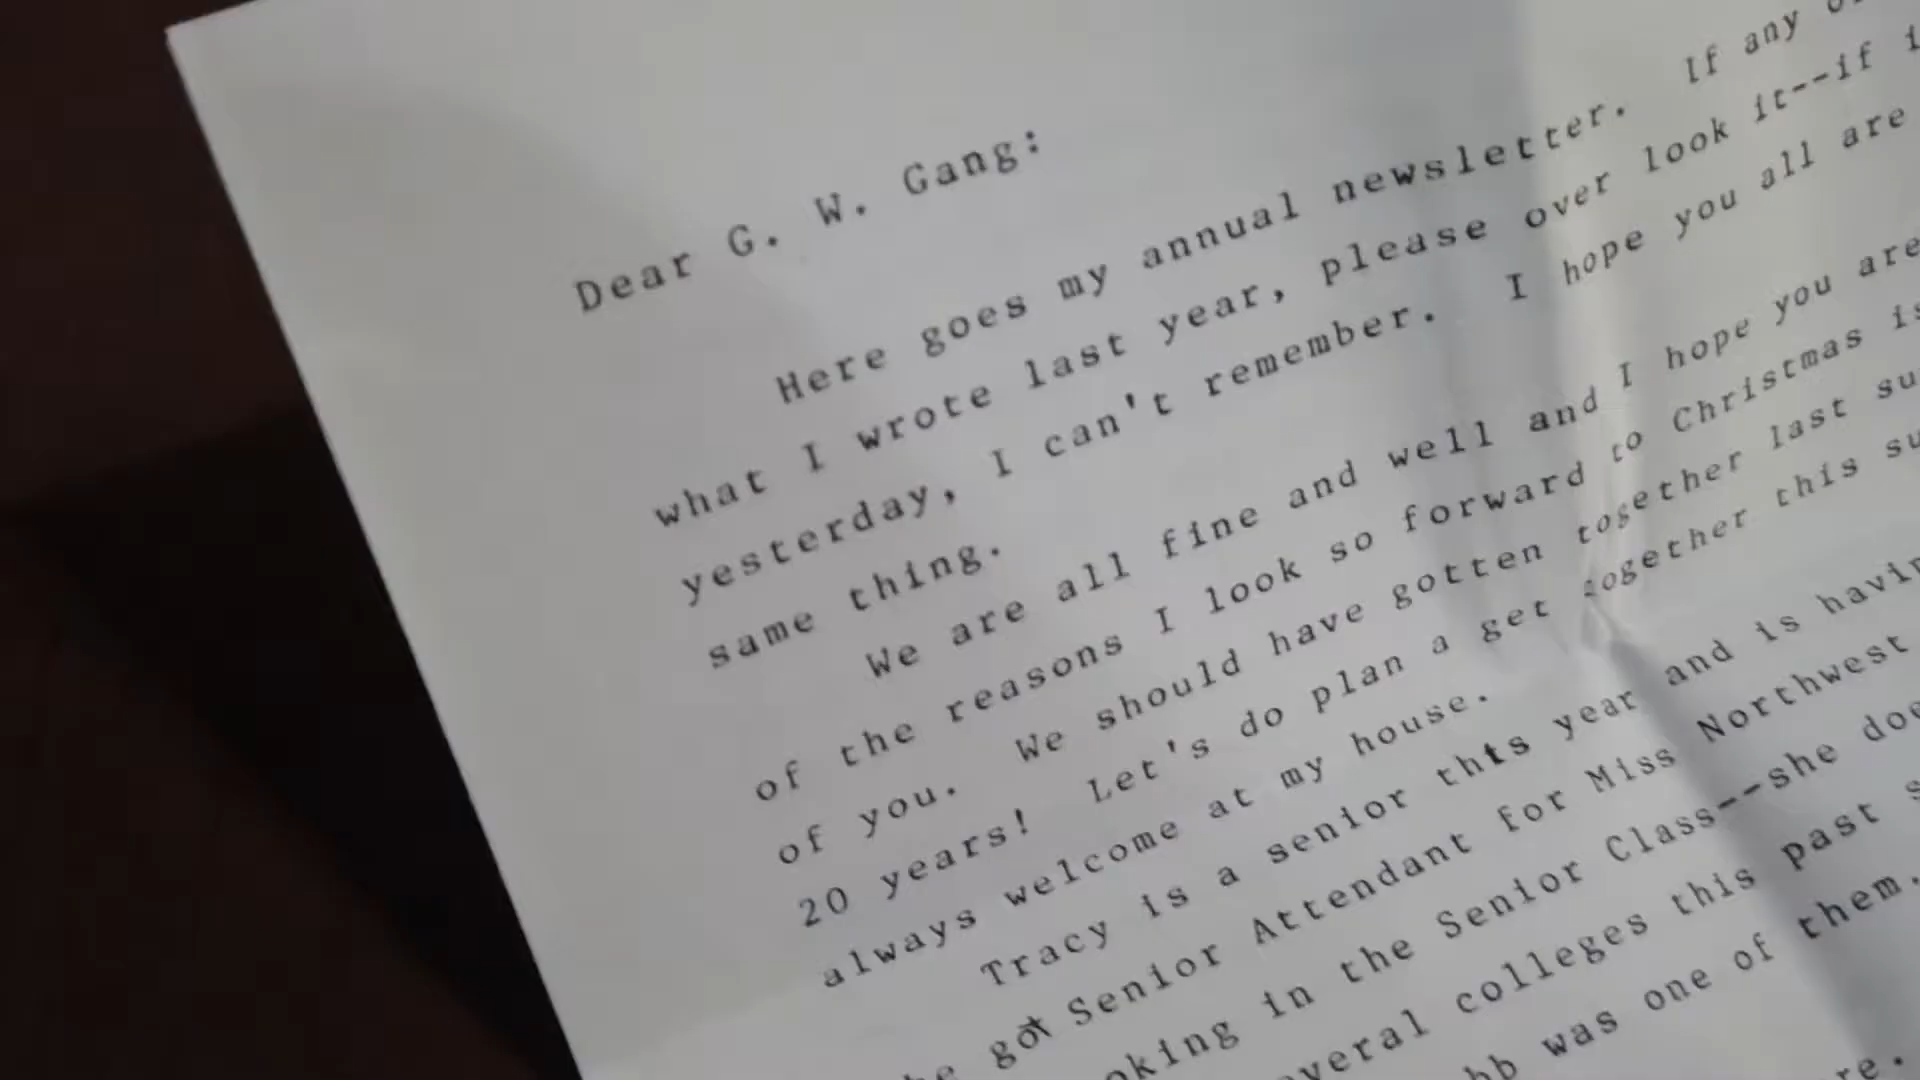 Dear G. W. Gang:
Here goes my annual newsletter. If any
what I wrote last year, please over look it--if
yesterday, I can't remember. I hope you all are
same thing.
We are all fine and well and I hope you are
of the reasons I look so forward to Christmas is
of you. We should have gotten together last
20 years! Let's do plan a get together this
always welcome at my house.
Tracy is a senior this year and is
got Senior Attendant for Miss Northwest
in the Senior Class--she
colleges this past
was one of them.